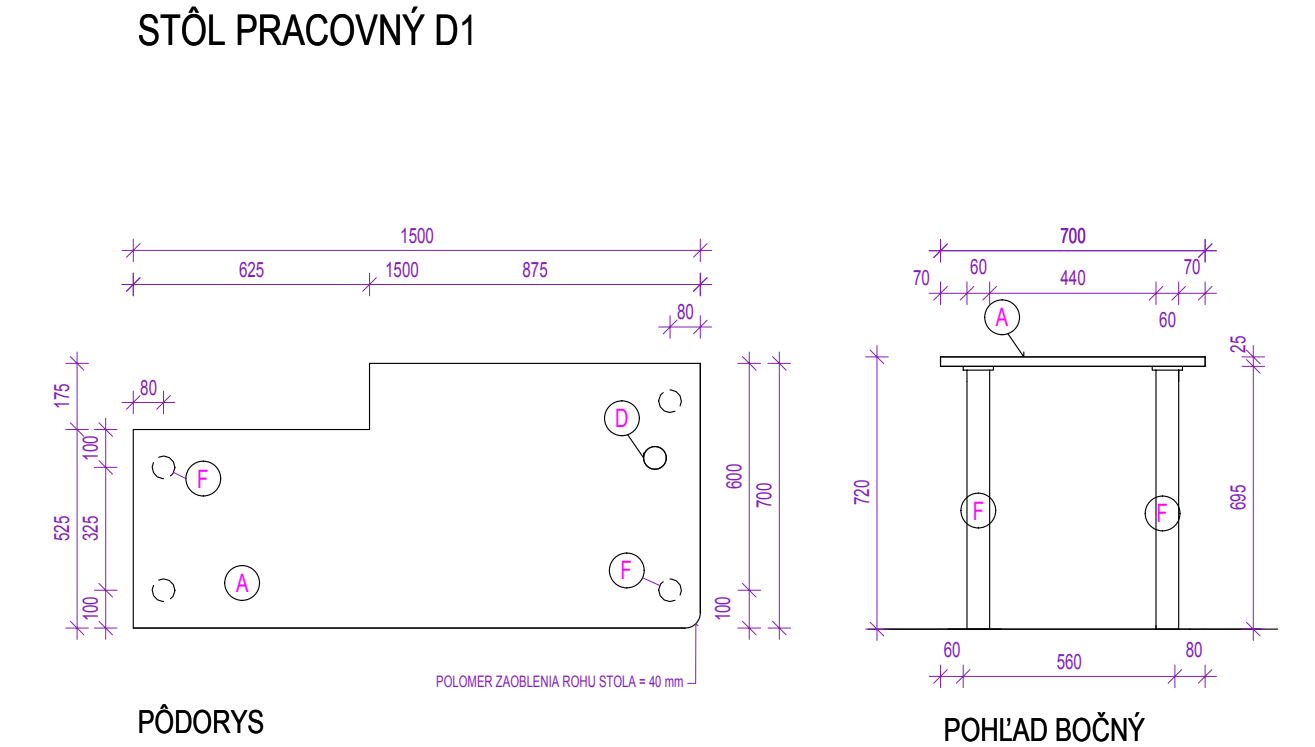 STÔL PRACOVNÝ D1
1500
625 1500 875
80
175
80
100
525
325
100
D
F
A
F
600
700
100
POLOMER ZAOBLENIA ROHU STOLA = 40 mm
PÔDORYS
700
70 60 440 70
60
A
25
720
695
F F
60 560 80
POHĽAD BOČNÝ